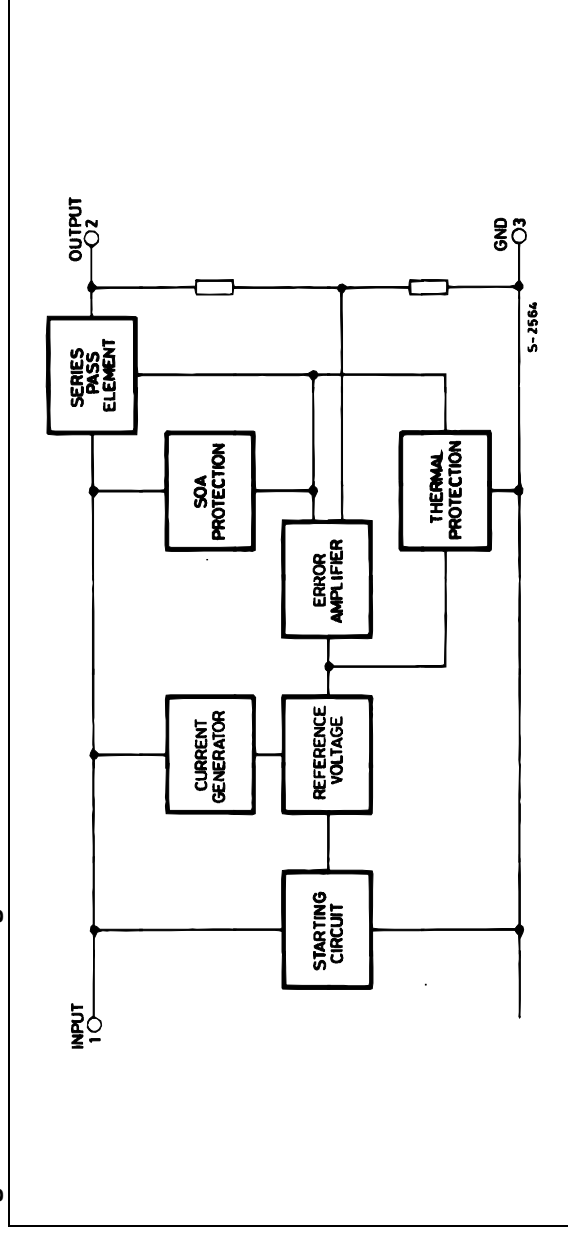 INPUT
1
OUTPUT
2
SERIES
PASS
ELEMENT
CURRENT
GENERATOR
SOA
PROTECTION
STARTING
CIRCUIT
REFERENCE
VOLTAGE
ERROR
AMPLIFIER
THERMAL
PROTECTION
GND
3
S-2564